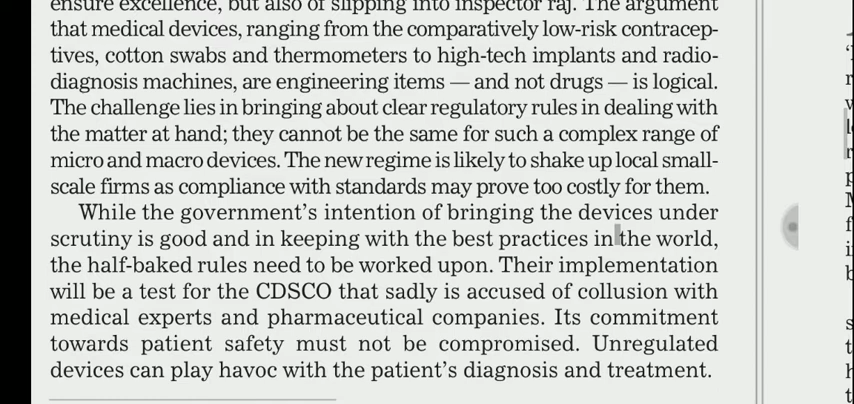 ensure excellence, but also of slipping into inspector raj. The argument
that medical devices, ranging from the comparatively low-risk contracep-
tives, cotton swabs and thermometers to high-tech implants and radio-
diagnosis machines, are engineering items — and not drugs — is logical.
The challenge lies in bringing about clear regulatory rules in dealing with
the matter at hand; they cannot be the same for such a complex range of
micro and macro devices. The new regime is likely to shake up local small-
scale firms as compliance with standards may prove too costly for them.
While the government's intention of bringing the devices under
scrutiny is good and in keeping with the best practices in the world,
the half-baked rules need to be worked upon. Their implementation
will be a test for the CDSCO that sadly is accused of collusion with
medical experts and pharmaceutical companies. Its commitment
towards patient safety must not be compromised. Unregulated
devices can play havoc with the patient's diagnosis and treatment.